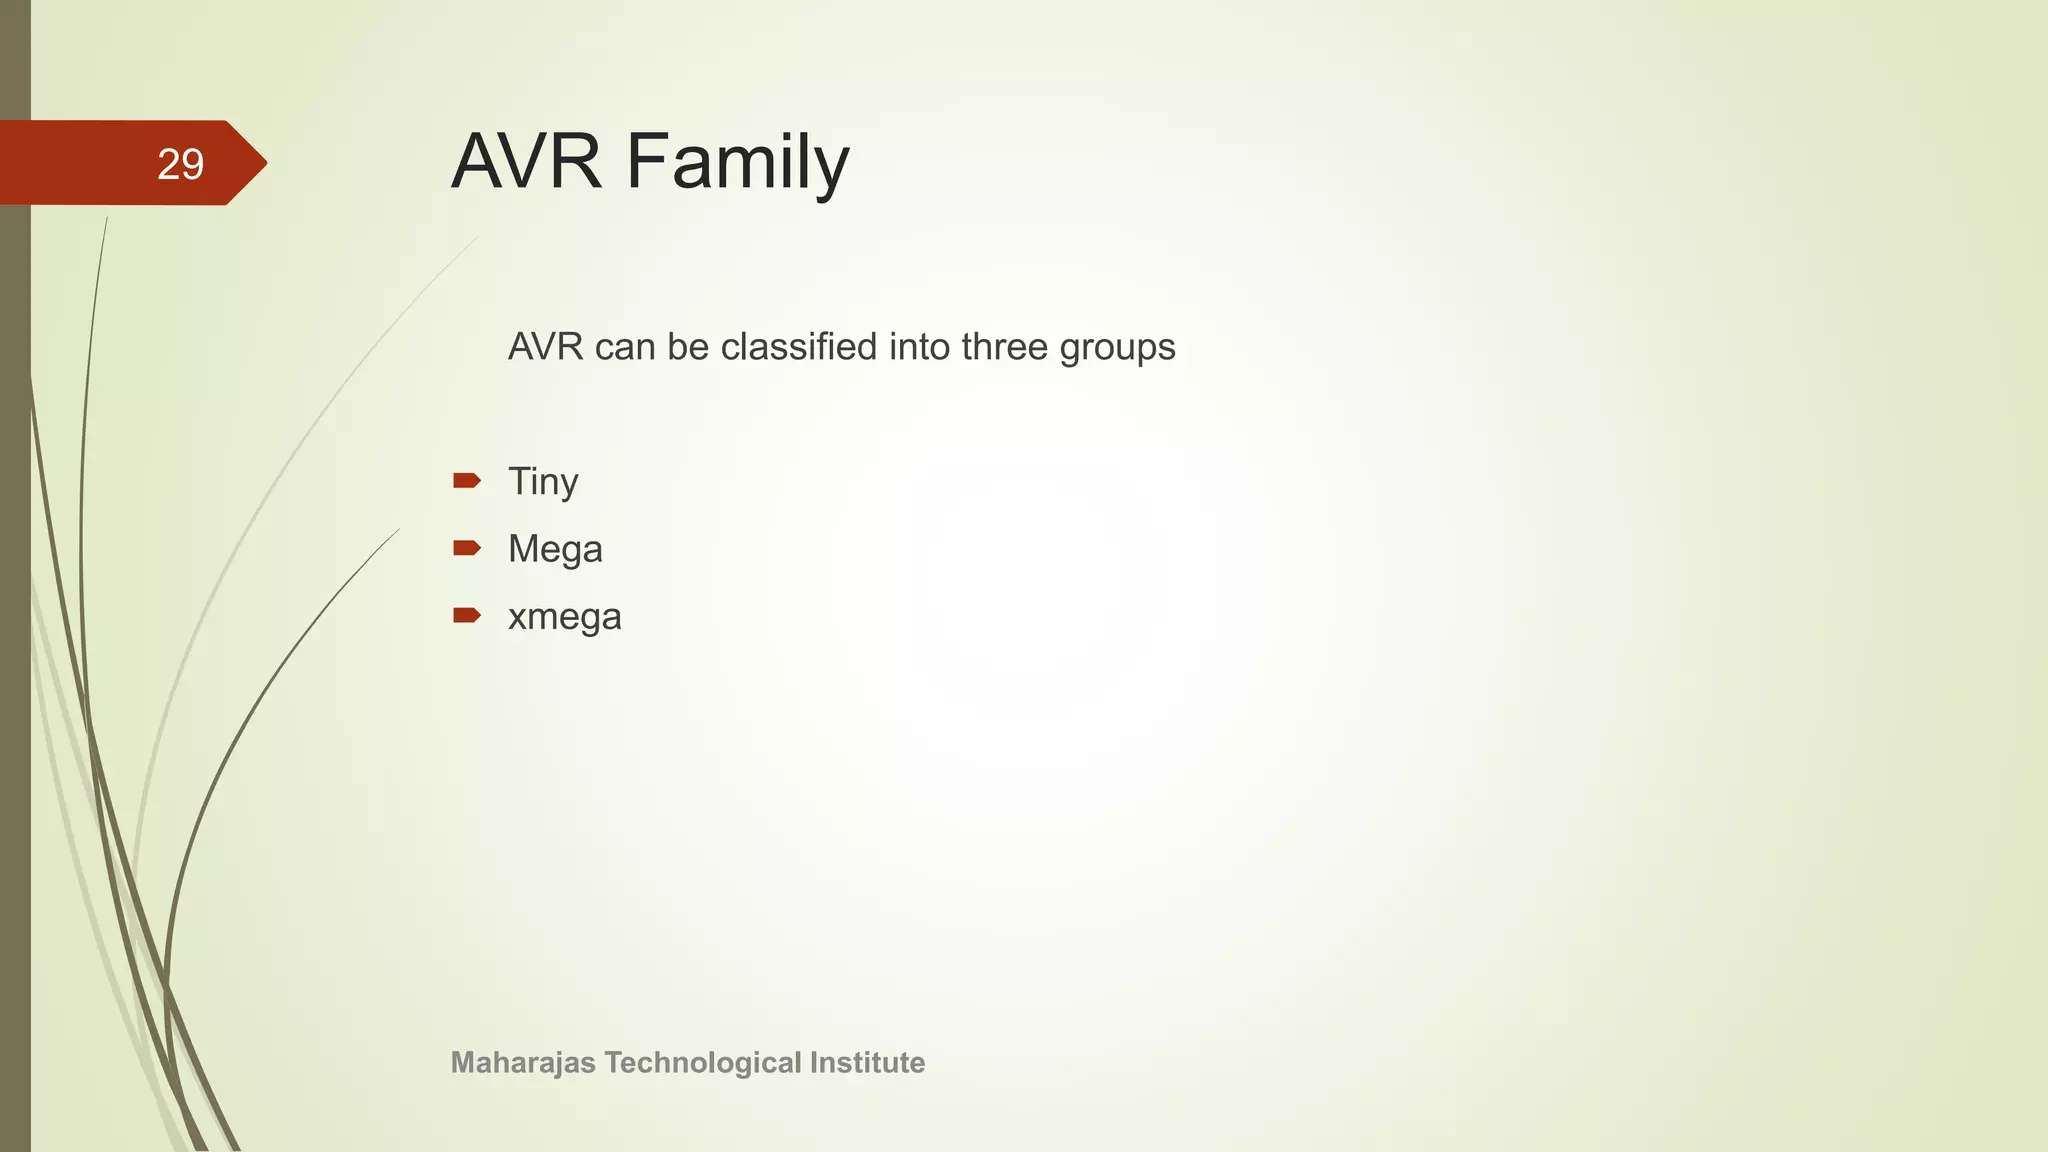 29
AVR Family
AVR can be classified into three groups
Tiny
Mega
xmega
Maharajas Technological Institute